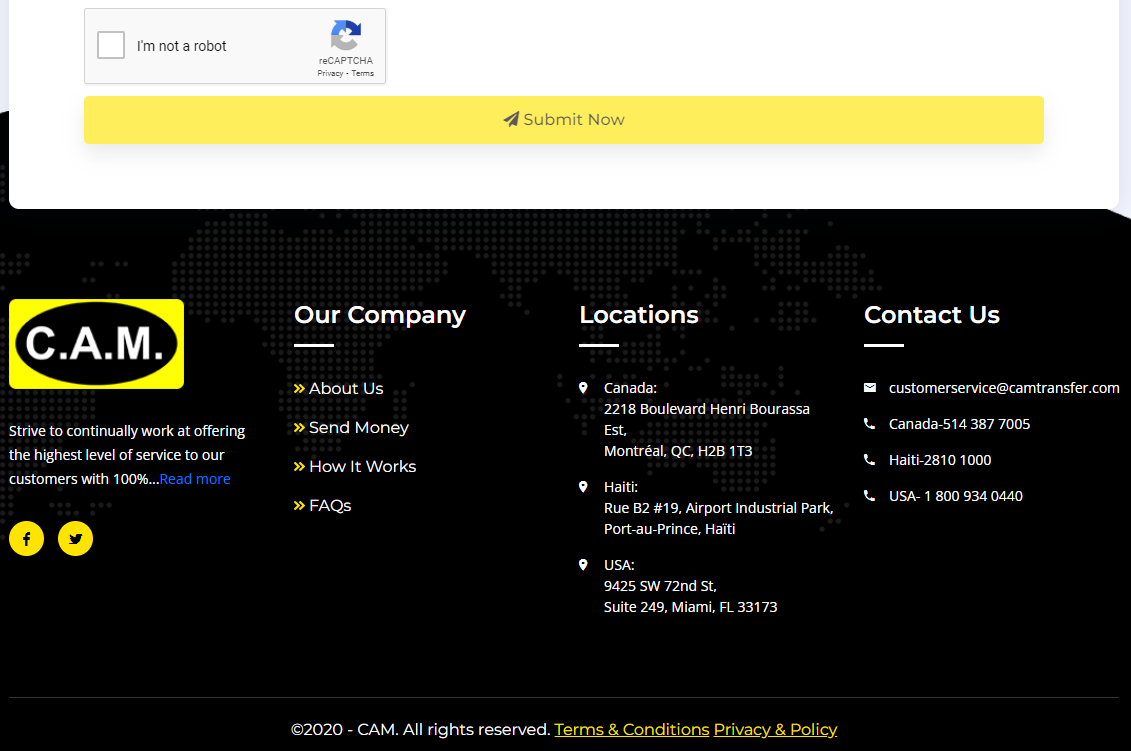 I'm not a robot
reCAPTCHA
Privacy - Terms
Submit Now
C.A.M.
Strive to continually work at offering
the highest level of service to our
customers with 100%...Read more
Our Company
About Us
Send Money
How It Works
FAQs
Locations
Canada:
2218 Boulevard Henri Bourassa
Est,
Montréal, QC, H2B 1T3
Haiti:
Rue B2 #19, Airport Industrial Park,
Port-au-Prince, Haïti
USA:
9425 SW 72nd St,
Suite 249, Miami, FL 33173
Contact Us
customerservice@camtransfer.com
Canada-514 387 7005
Haiti-2810 1000
USA- 1 800 934 0440
©2020 - CAM. All rights reserved. Terms & Conditions Privacy & Policy